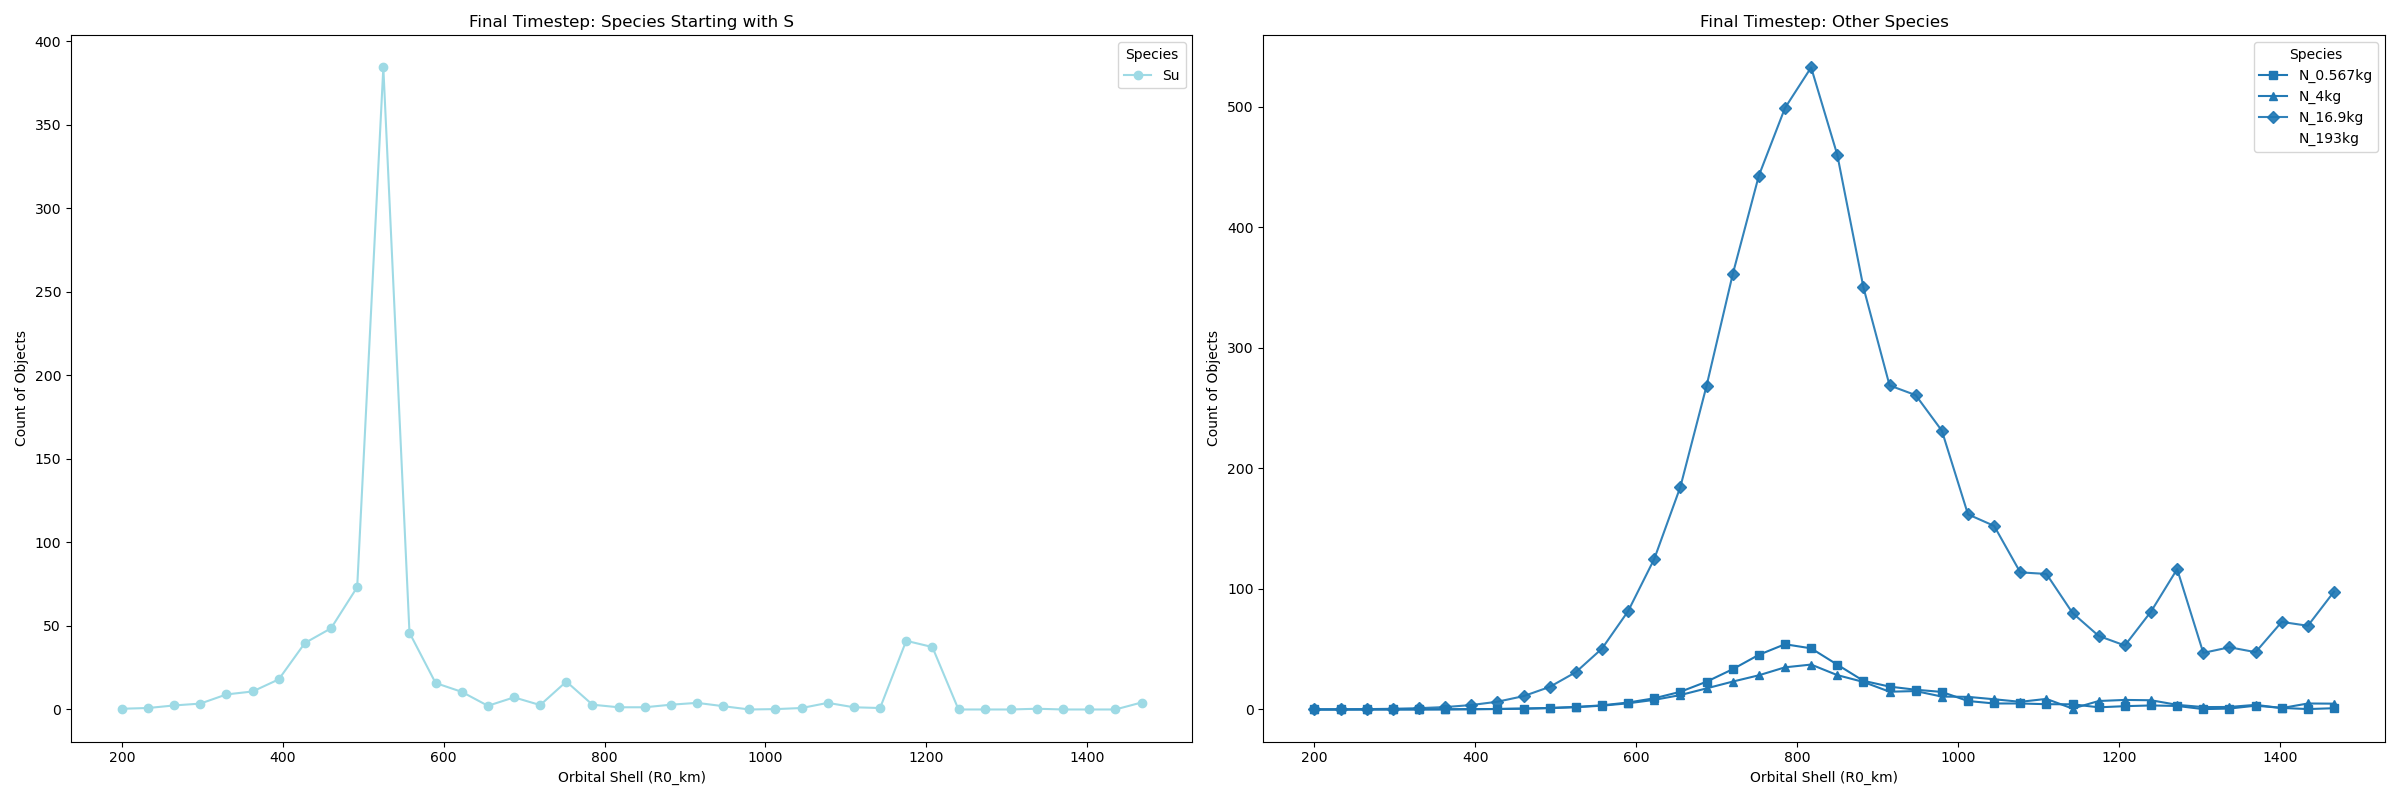 Final Timestep: Species Starting with S
400
350
300
250
200
150
100
50
0
Count of Objects
200
400
600
800
1000
1200
1400
Orbital Shell (R0_km)
Species
Su
Final Timestep: Other Species
500
400
300
200
100
0
Count of Objects
200
400
600
800
1000
1200
1400
Orbital Shell (R0_km)
Species
N_0.567kg
N_4kg
N_16.9kg
N_193kg